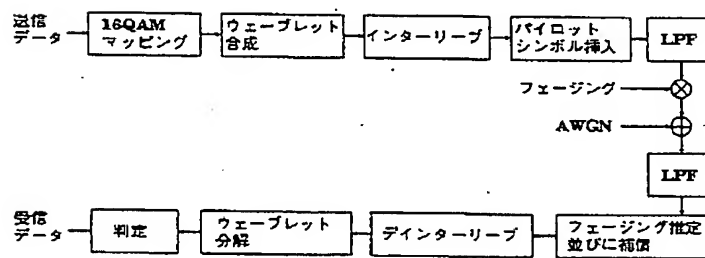 送信
データ
16QAM
マッピング
ウェーブレット
合成
インターリーブ
パイロット
シンボル挿入
LPF
フェージング
AWGN
LPF
受信
データ
判定
ウェーブレット
分解
デインターリーブ
フェージング推定
並びに補償